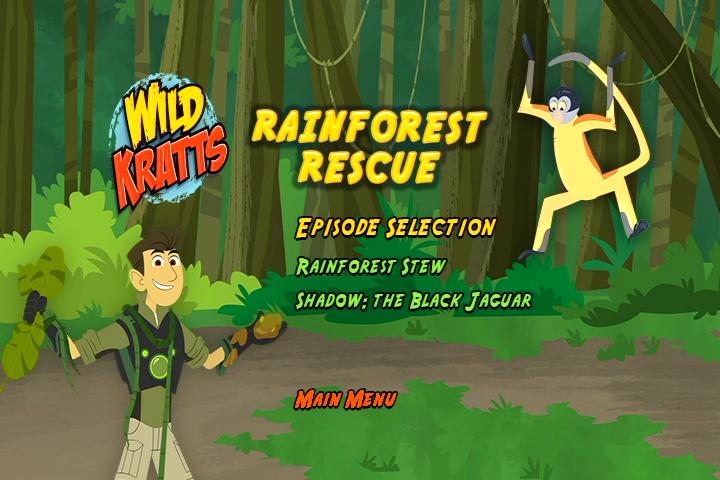 WILD
KRATTS
RAINFOREST
RESCUE
EPISODE SELECTION
RAINFOREST STEW
SHADOW: THE BLACK JAGUAR
MAIN MENU